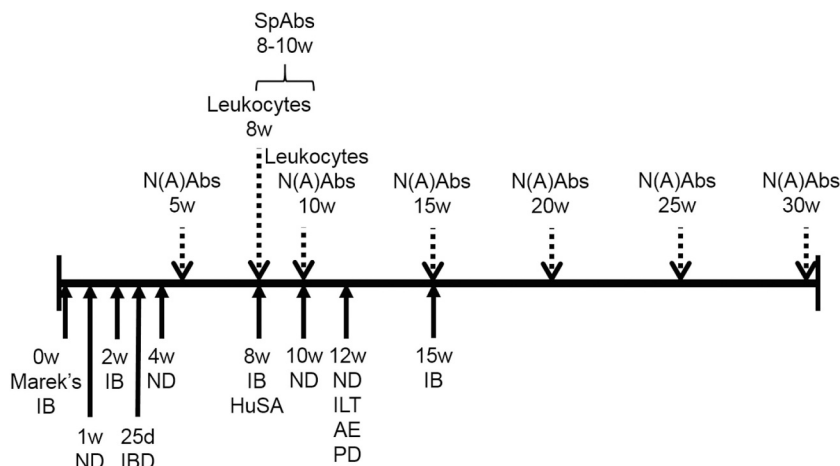 SpAbs
8-10w
Leukocytes
8w
Leukocytes
N(A)Abs
5w
N(A)Abs
10w
N(A)Abs
15w
N(A)Abs
20w
N(A)Abs
25w
N(A)Abs
30w
0w
Marek's
IB
1w
ND
2w
IB
25d
IBD
4w
ND
8w
IB
HuSA
10w
ND
12w
ND
ILT
AE
PD
15w
IB